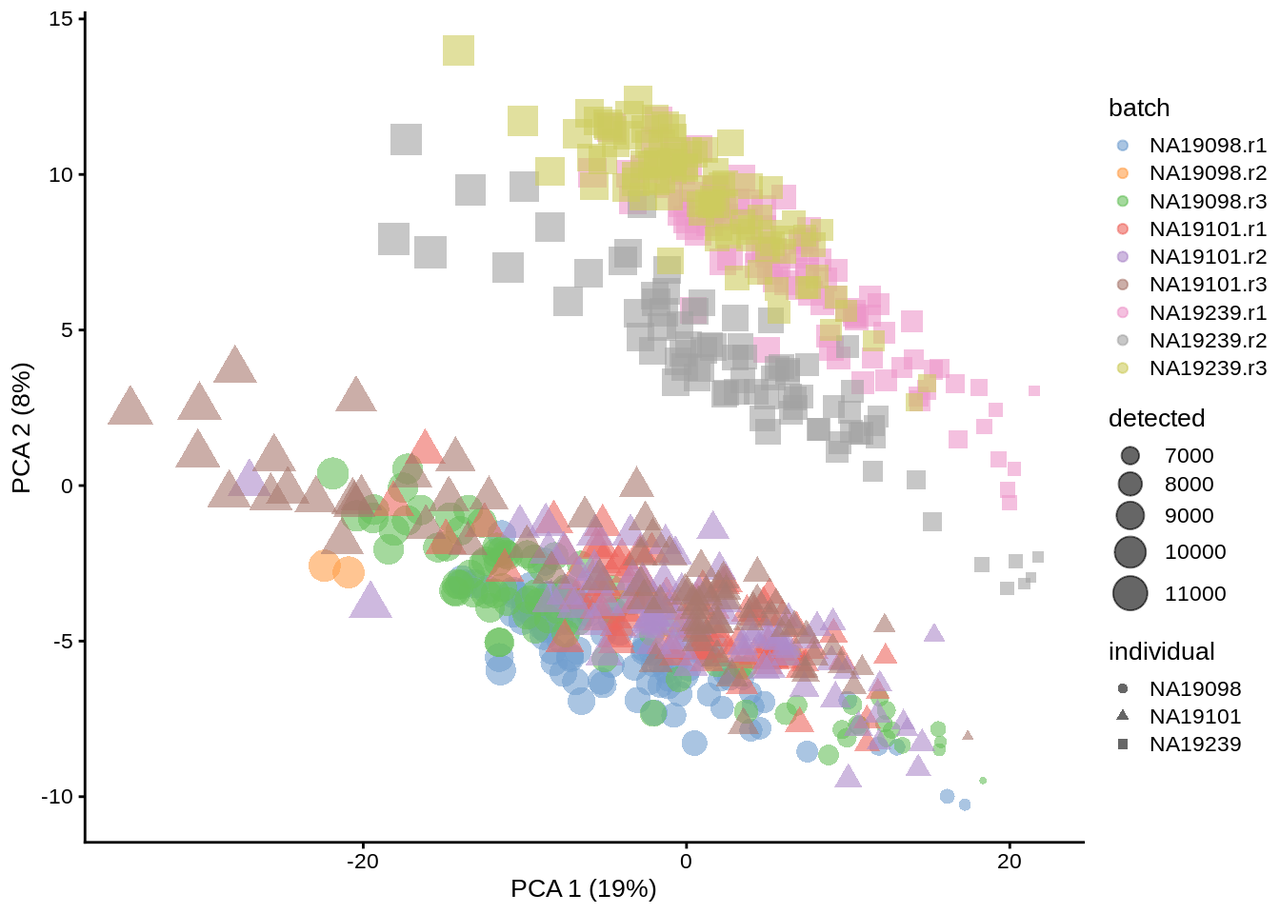 15
10
5
0
-5
-10
PCA 2 (8%)
-20
0
20
PCA 1 (19%)
batch
NA19098.r1
NA19098.r2
NA19098.r3
NA19101.r1
NA19101.r2
NA19101.r3
NA19239.r1
NA19239.r2
NA19239.r3
detected
7000
8000
9000
10000
11000
individual
NA19098
NA19101
NA19239